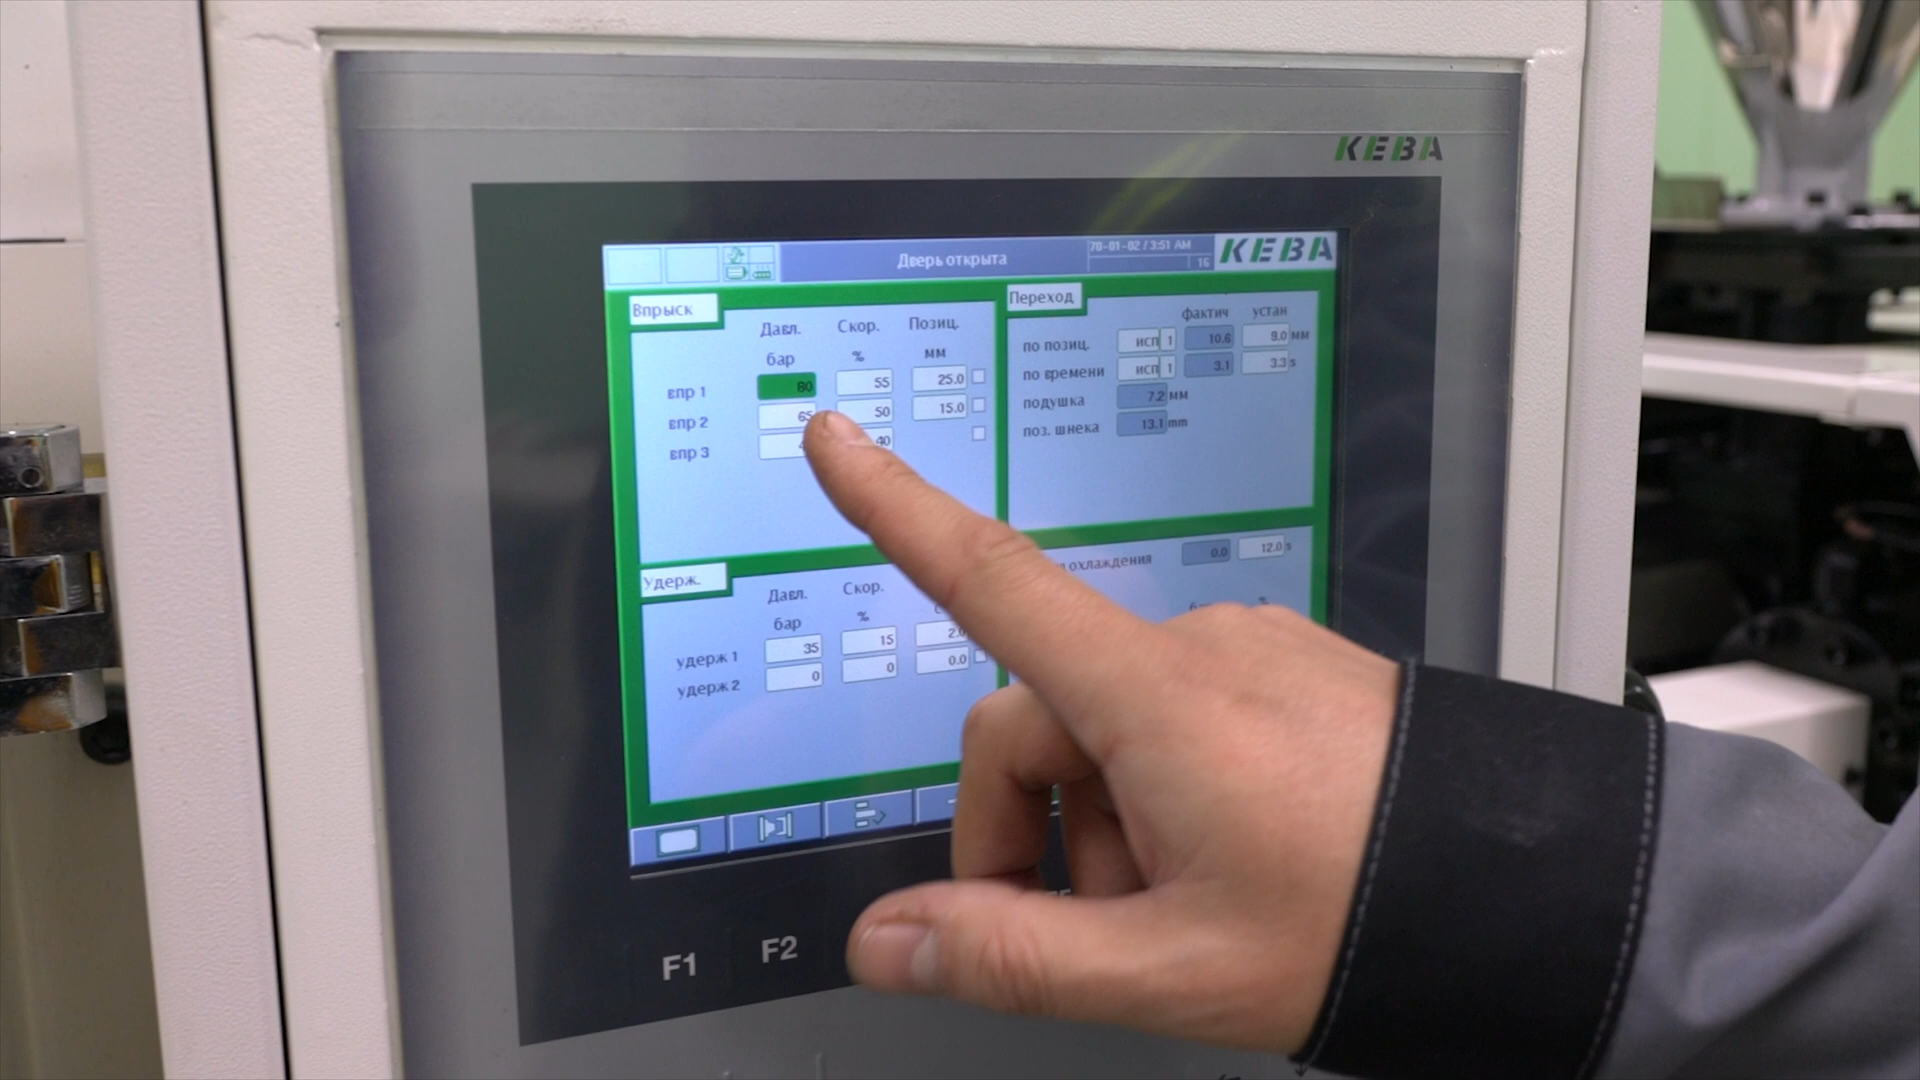 KEBA
Дверь открыта
70-01-02 / 3:51 AM
16
KEBA
Впрыск
Давл. Скор. Позиц.
бар % мм
впр 1 80 55 25.0
впр 2 65 50 15.0
впр 3 40
Переход
фактич устан
по позиц. исп 1 10.6 9.0 мм
по времени исп 1 3.1 3.3 s
подушка 7.2 мм
поз. шнека 13.1 mm
охлаждения 0.0 12.0 s
%
Удерж.
Давл. Скор.
бар %
удерж 1 35 15 2.0
удерж 2 0 0 0.0
F1 F2